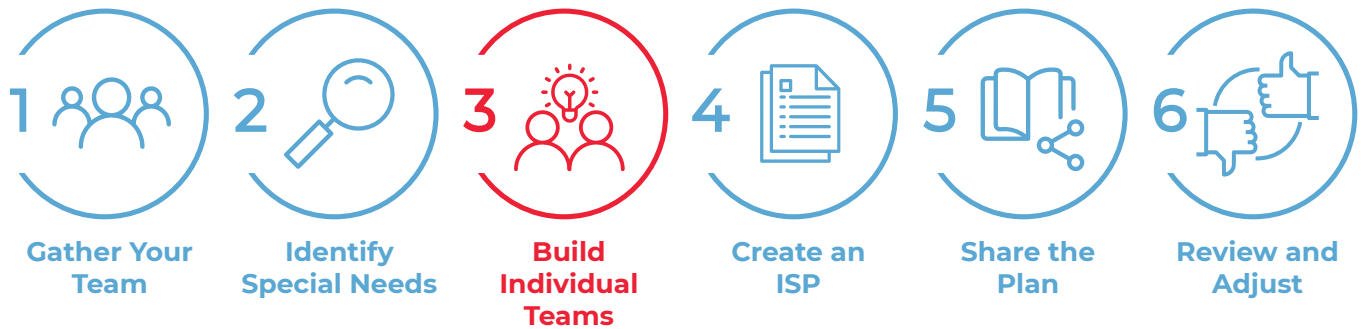 1
Gather Your
Team
2
Identify
Special Needs
3
Build
Individual
Teams
4
Create an
ISP
5
Share the
Plan
6
Review and
Adjust